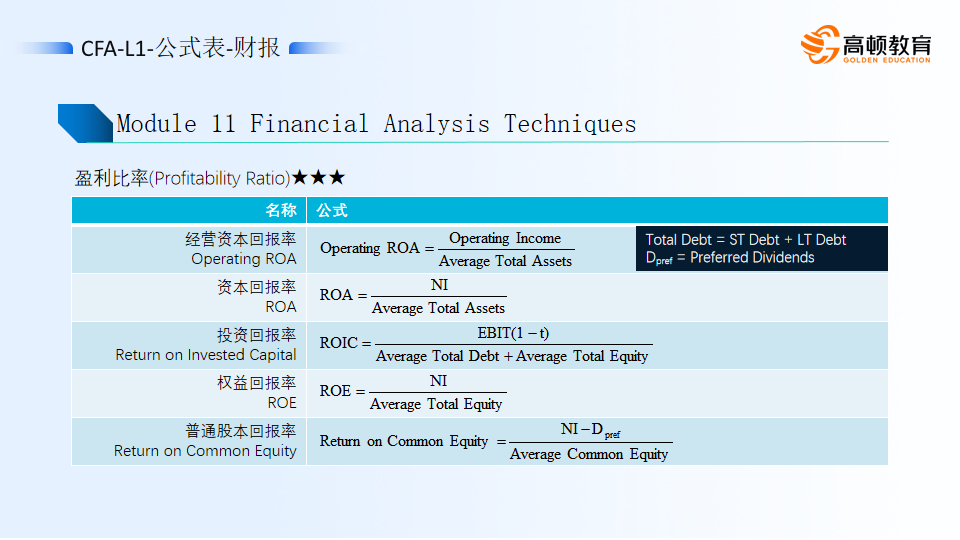 CFA-L1-公式表-财报
高顿教育
GOLDEN EDUCATION
Module 11 Financial Analysis Techniques
盈利比率(Profitability Ratio)★★★
名称 公式
经营资本回报率
Operating ROA
Operating ROA = Operating Income / Average Total Assets
Total Debt = ST Debt + LT Debt
Dpref = Preferred Dividends
资本回报率
ROA
ROA = NI / Average Total Assets
投资回报率
Return on Invested Capital
ROIC = EBIT(1 − t) / Average Total Debt + Average Total Equity
权益回报率
ROE
ROE = NI / Average Total Equity
普通股本回报率
Return on Common Equity
Return on Common Equity = NI − Dpref / Average Common Equity